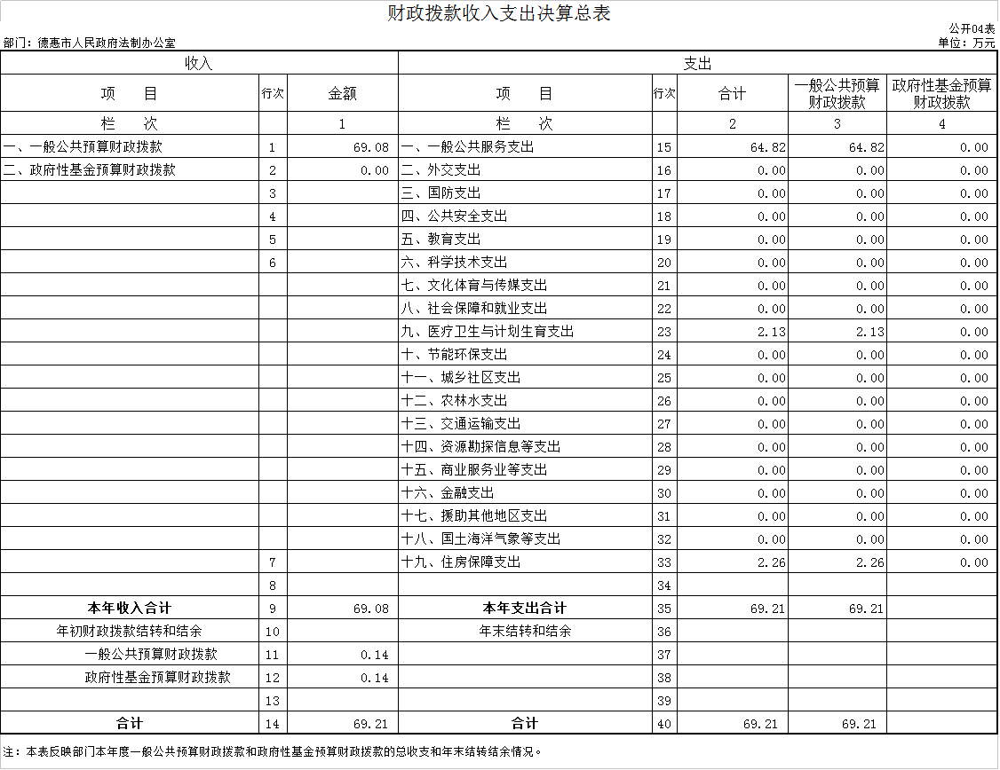 财政拨款收入支出决算总表
公开04表
部门：德惠市人民政府法制办公室 单位：万元
收入 支出
项 目 行次 金额 项 目 行次 合计 一般公共预算财政拨款 政府性基金预算财政拨款
栏 次 1 栏 次 2 3 4
一、一般公共预算财政拨款 1 69.08 一、一般公共服务支出 15 64.82 64.82 0.00
二、政府性基金预算财政拨款 2 0.00 二、外交支出 16 0.00 0.00 0.00
3 三、国防支出 17 0.00 0.00 0.00
4 四、公共安全支出 18 0.00 0.00 0.00
5 五、教育支出 19 0.00 0.00 0.00
6 六、科学技术支出 20 0.00 0.00 0.00
七、文化体育与传媒支出 21 0.00 0.00 0.00
八、社会保障和就业支出 22 0.00 0.00 0.00
九、医疗卫生与计划生育支出 23 2.13 2.13 0.00
十、节能环保支出 24 0.00 0.00 0.00
十一、城乡社区支出 25 0.00 0.00 0.00
十二、农林水支出 26 0.00 0.00 0.00
十三、交通运输支出 27 0.00 0.00 0.00
十四、资源勘探信息等支出 28 0.00 0.00 0.00
十五、商业服务业等支出 29 0.00 0.00 0.00
十六、金融支出 30 0.00 0.00 0.00
十七、援助其他地区支出 31 0.00 0.00 0.00
十八、国土海洋气象等支出 32 0.00 0.00 0.00
7 十九、住房保障支出 33 2.26 2.26 0.00
8 34
本年收入合计 9 69.08 本年支出合计 35 69.21 69.21
年初财政拨款结转和结余 10 年末结转和结余 36
一般公共预算财政拨款 11 0.14 37
政府性基金预算财政拨款 12 0.14 38
13 39
合计 14 69.21 合计 40 69.21 69.21
注：本表反映部门本年度一般公共预算财政拨款和政府性基金预算财政拨款的总收支和年末结转结余情况。